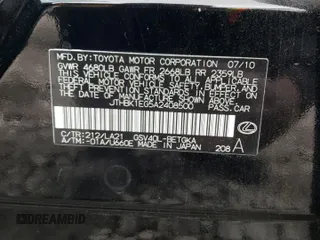 MFD. BY: TOYOTA MOTOR CORPORATION 07/10
GVWR 4680LB GAWR FR 2668LB RR 2359LB
THIS VEHICLE CONFORMS TO ALL APPLICABLE
FEDERAL MOTOR VEHICLE SAFETY, BUMPER, AND
THEFT PREVENTION STANDARDS IN EFFECT ON
THE DATE OF MANUFACTURE SHOWN ABOVE.
PASS. CAR
C/TR: 212/LA21 GSV40L-BETGKA
A/TM: -01A/U660E MADE IN JAPAN 208 A
DREAMBID